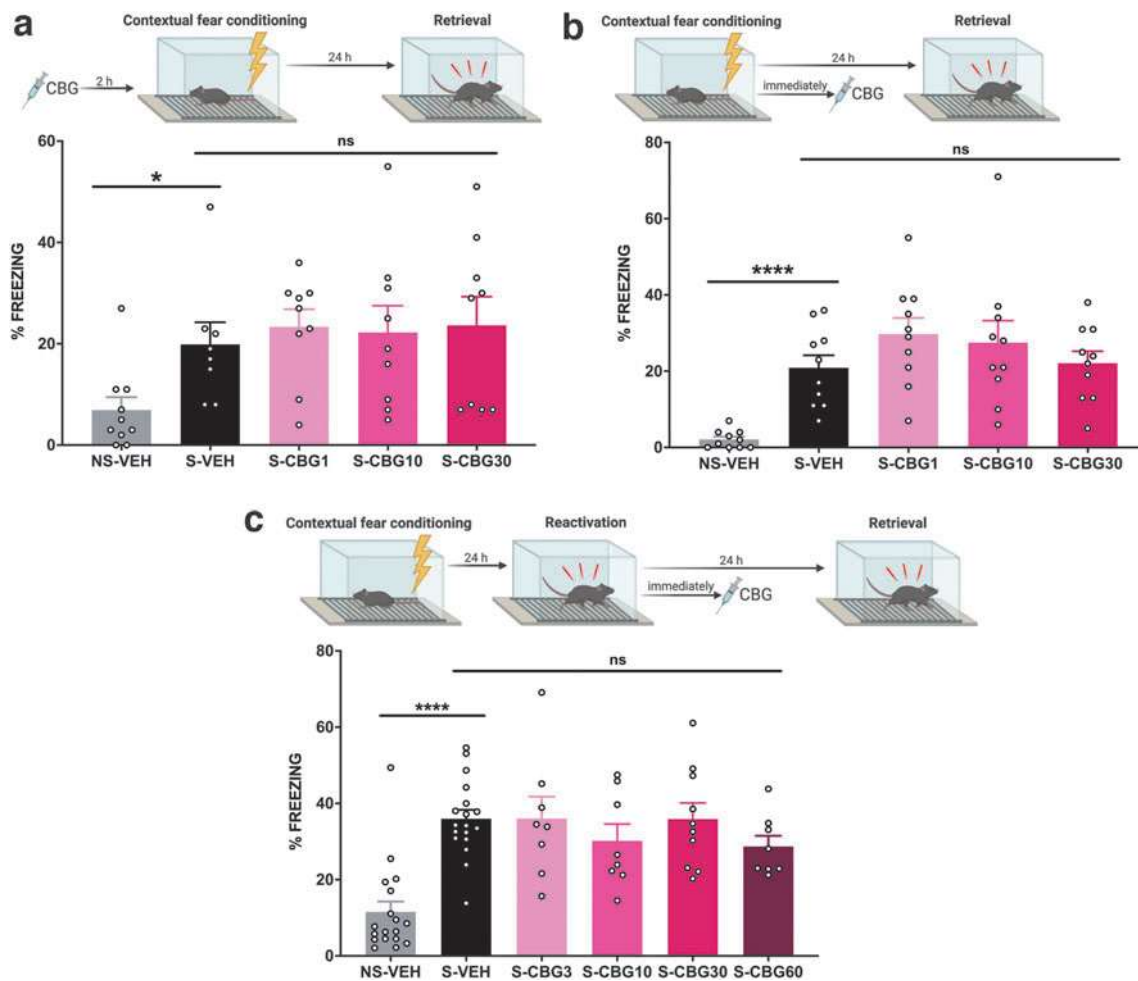 a
Contextual fear conditioning
Retrieval
CBG
2 h
24 h
% FREEZING
60
40
20
0
*
ns
NS-VEH
S-VEH
S-CBG1
S-CBG10
S-CBG30
b
Contextual fear conditioning
Retrieval
24 h
immediately
CBG
% FREEZING
80
60
40
20
0
****
ns
NS-VEH
S-VEH
S-CBG1
S-CBG10
S-CBG30
c
Contextual fear conditioning
Reactivation
Retrieval
24 h
24 h
immediately
CBG
% FREEZING
80
60
40
20
0
****
ns
NS-VEH
S-VEH
S-CBG3
S-CBG10
S-CBG30
S-CBG60